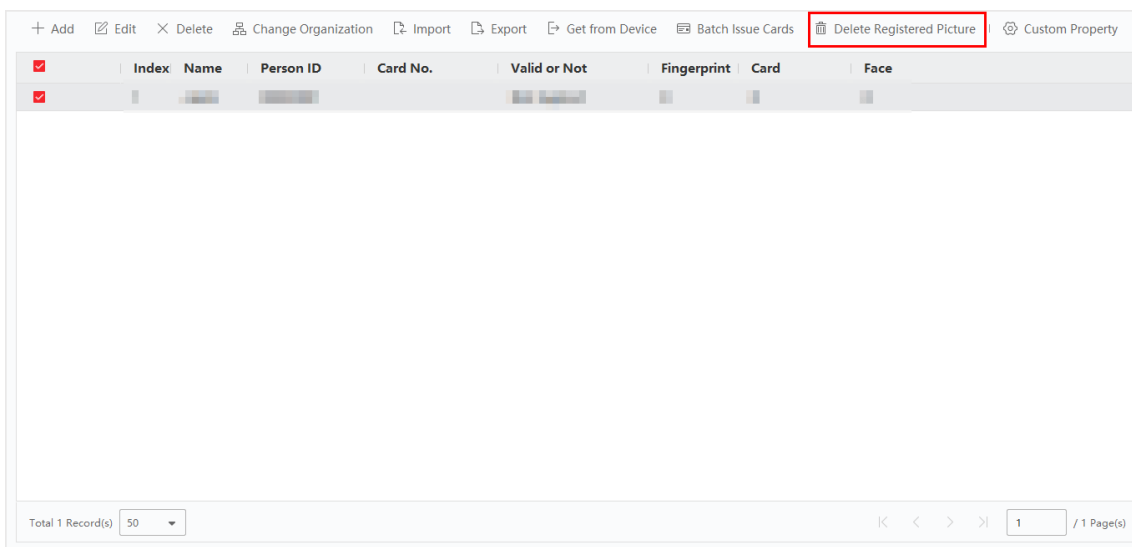 Add Edit Delete Change Organization Import Export Get from Device Batch Issue Cards Delete Registered Picture Custom Property
Index Name Person ID Card No. Valid or Not Fingerprint Card Face
Total 1 Record(s) 50 1 / 1 Page(s)